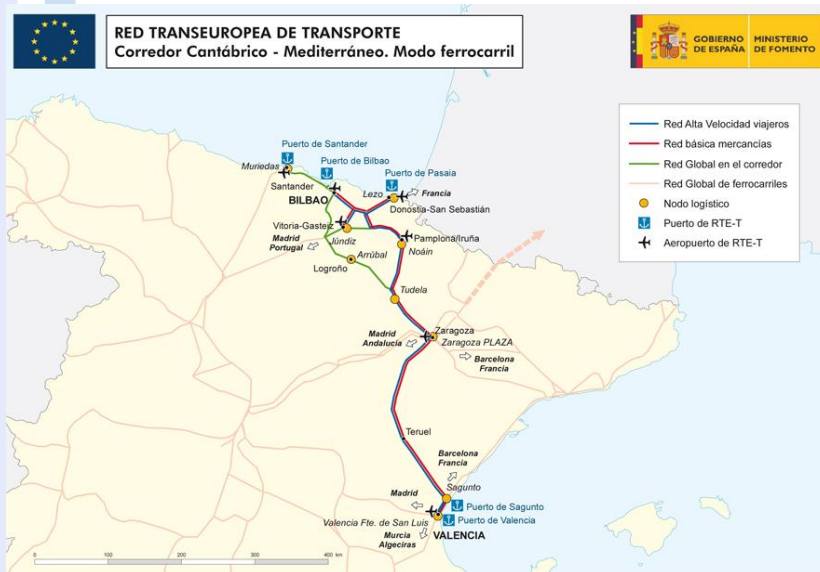 RED TRANSEUROPEA DE TRANSPORTE
Corredor Cantábrico - Mediterráneo. Modo ferrocarril
GOBIERNO
DE ESPAÑA
MINISTERIO
DE FOMENTO
Red Alta Velocidad viajeros
Red básica mercancías
Red Global en el corredor
Red Global de ferrocarriles
Nodo logístico
Puerto de RTE-T
Aeropuerto de RTE-T
Puerto de Santander
Muriedas
Puerto de Bilbao
Santander
Puerto de Pasaia
BILBAO
Lezo
Francia
Donostia-San Sebastián
Vitoria-Gasteiz
Júndiz
Pamplona/Iruña
Madrid
Portugal
Noáin
Arrúbal
Logroño
Tudela
Madrid
Andalucía
Zaragoza
Zaragoza PLAZA
Barcelona
Francia
Teruel
Barcelona
Francia
Sagunto
Madrid
Puerto de Sagunto
Valencia Fte. de San Luis
Puerto de Valencia
Murcia
Algeciras
VALENCIA
0 100 200 300 400 km